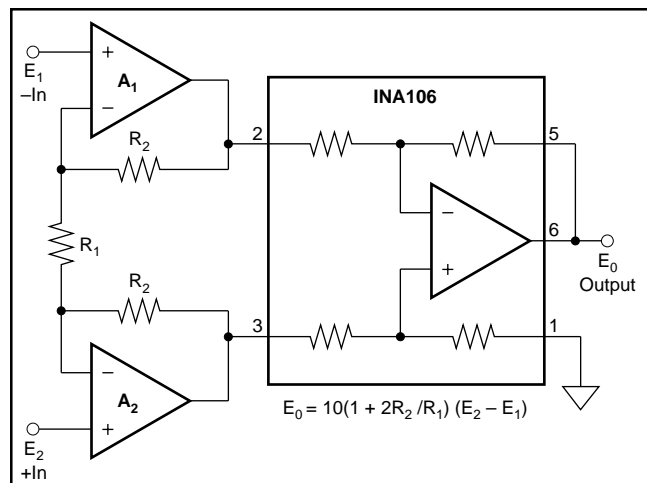 E1
–In
A1
+
–
R2
R1
R2
–
A2
+
E2
+In
INA106
2
5
–
+
6
3
1
E0
Output
E0 = 10(1 + 2R2 /R1) (E2 – E1)